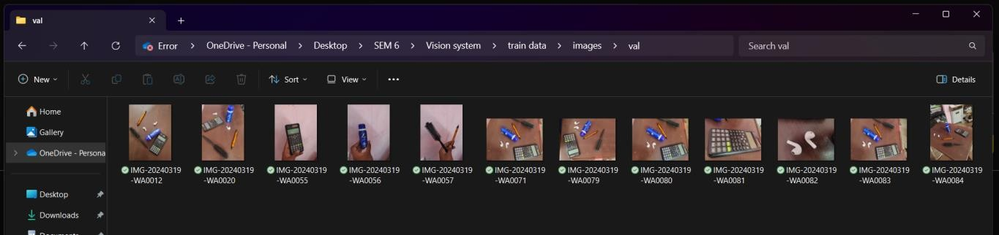 val
Error > OneDrive - Personal > Desktop > SEM 6 > Vision system > train data > images > val
Search val
New
Sort
View
Details
Home
Gallery
OneDrive - Persona
Desktop
Downloads
Documents
IMG-20240319
-WA0012
IMG-20240319
-WA0020
IMG-20240319
-WA0055
IMG-20240319
-WA0056
IMG-20240319
-WA0057
IMG-20240319
-WA0071
IMG-20240319
-WA0079
IMG-20240319
-WA0080
IMG-20240319
-WA0081
IMG-20240319
-WA0082
IMG-20240319
-WA0083
IMG-20240319
-WA0084